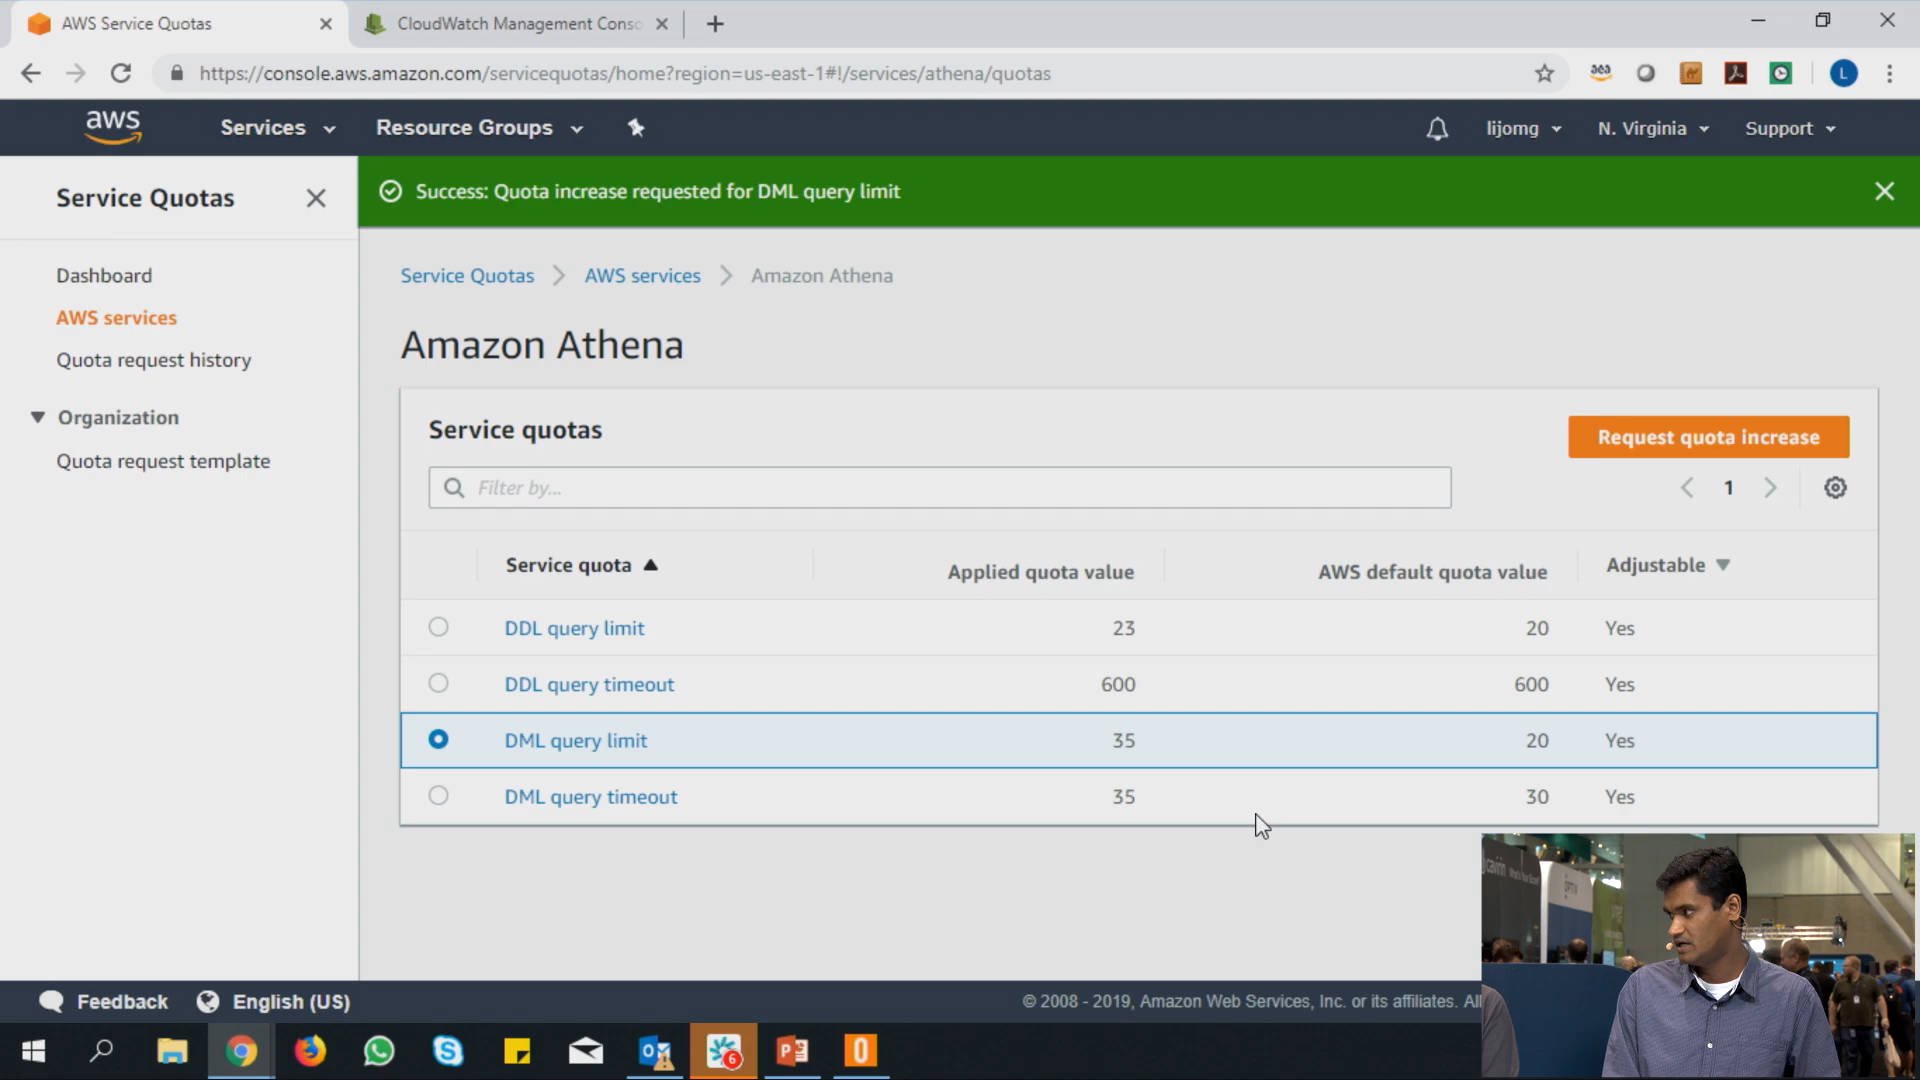 AWS Service Quotas
CloudWatch Management Conso
https://console.aws.amazon.com/servicequotas/home?region=us-east-1#!/services/athena/quotas
L
aws
Services
Resource Groups
lijomg
N. Virginia
Support
Service Quotas
Success: Quota increase requested for DML query limit
Dashboard
AWS services
Quota request history
Organization
Quota request template
Service Quotas
AWS services
Amazon Athena
Amazon Athena
Service quotas
Request quota increase
Filter by...
1
Service quota
Applied quota value
AWS default quota value
Adjustable
DDL query limit
23
20
Yes
DDL query timeout
600
600
Yes
DML query limit
35
20
Yes
DML query timeout
35
30
Yes
Feedback
English (US)
© 2008 - 2019, Amazon Web Services, Inc. or its affiliates. All
6